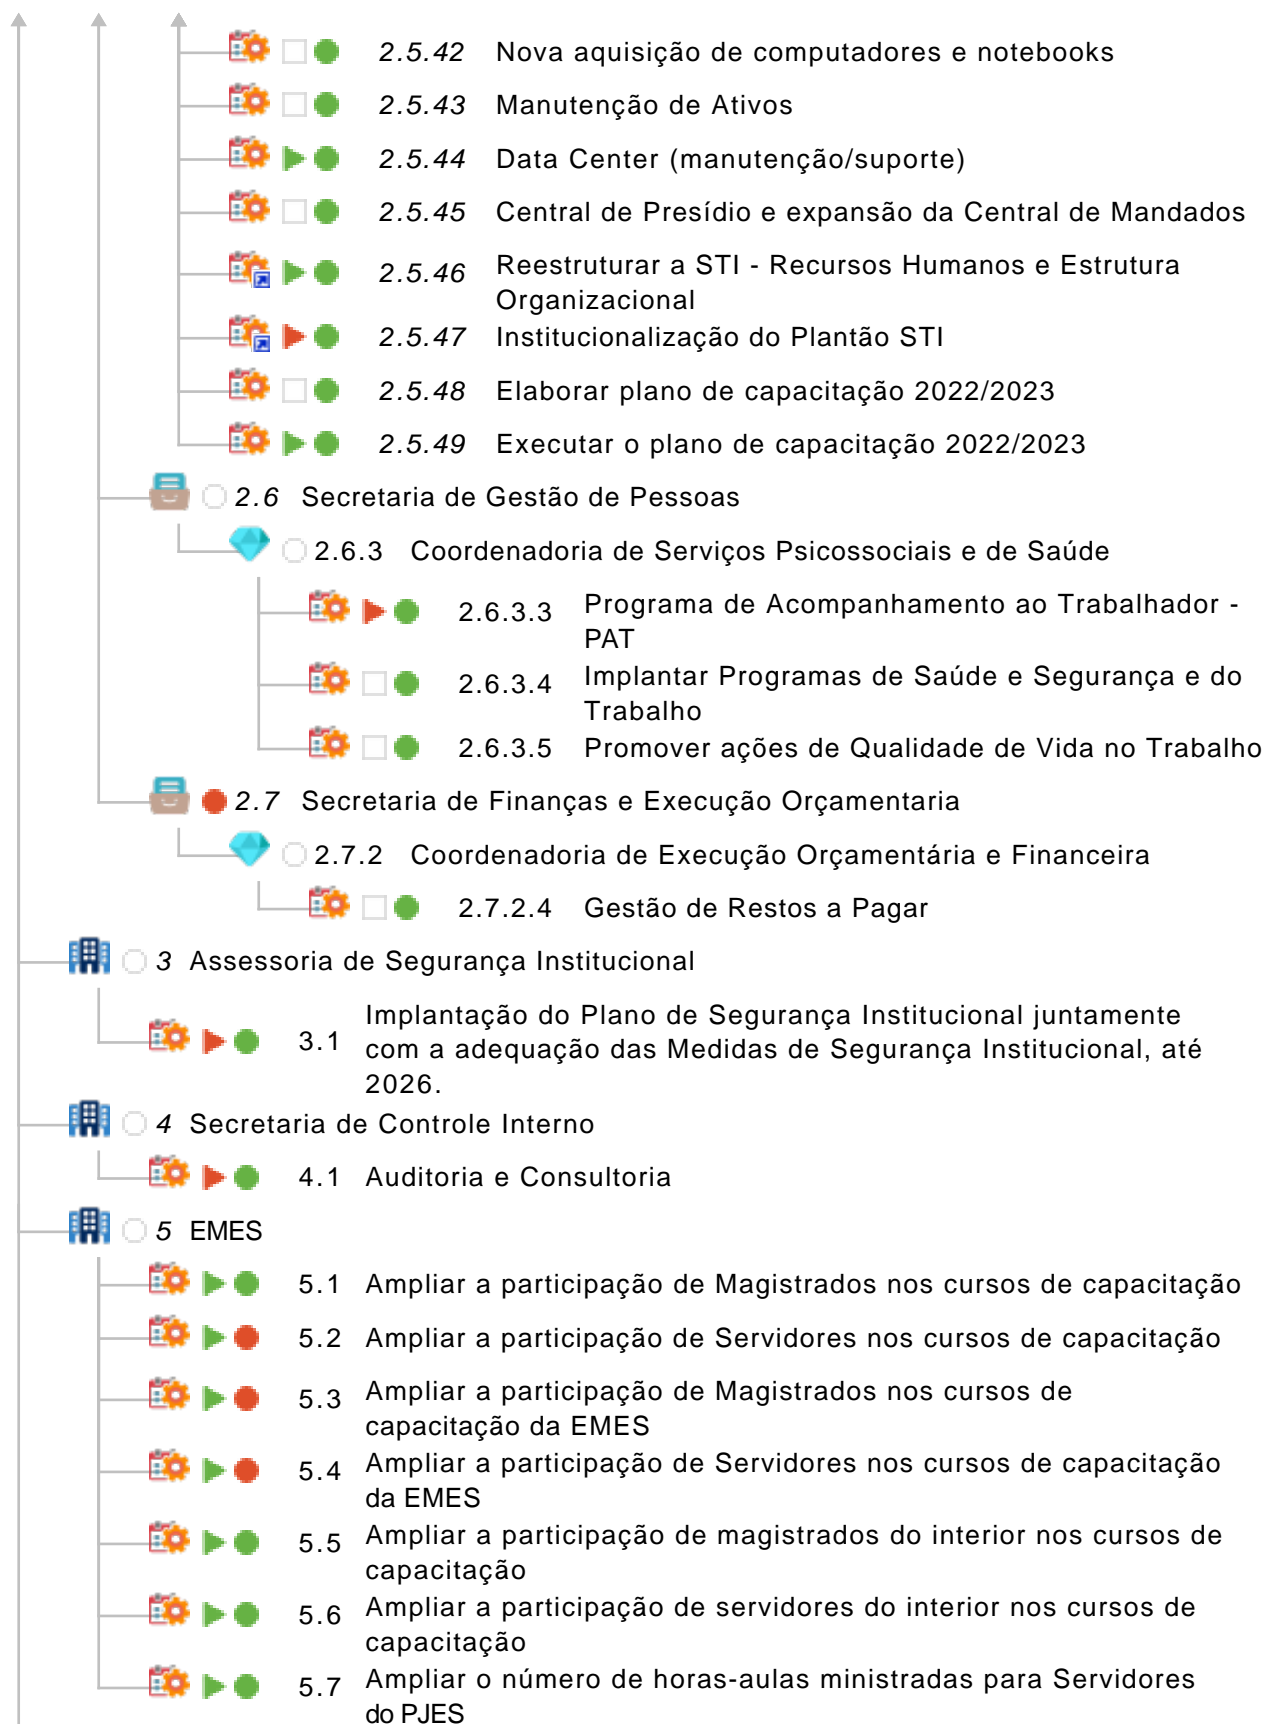 2.5.42 Nova aquisição de computadores e notebooks
2.5.43 Manutenção de Ativos
2.5.44 Data Center (manutenção/suporte)
2.5.45 Central de Presídio e expansão da Central de Mandados
2.5.46 Reestruturar a STI - Recursos Humanos e Estrutura
Organizacional
2.5.47 Institucionalização do Plantão STI
2.5.48 Elaborar plano de capacitação 2022/2023
2.5.49 Executar o plano de capacitação 2022/2023
2.6 Secretaria de Gestão de Pessoas
2.6.3 Coordenadoria de Serviços Psicossociais e de Saúde
2.6.3.3 Programa de Acompanhamento ao Trabalhador -
PAT
2.6.3.4 Implantar Programas de Saúde e Segurança e do
Trabalho
2.6.3.5 Promover ações de Qualidade de Vida no Trabalho
2.7 Secretaria de Finanças e Execução Orçamentaria
2.7.2 Coordenadoria de Execução Orçamentária e Financeira
2.7.2.4 Gestão de Restos a Pagar
3 Assessoria de Segurança Institucional
3.1 Implantação do Plano de Segurança Institucional juntamente
com a adequação das Medidas de Segurança Institucional, até
2026.
4 Secretaria de Controle Interno
4.1 Auditoria e Consultoria
5 EMES
5.1 Ampliar a participação de Magistrados nos cursos de capacitação
5.2 Ampliar a participação de Servidores nos cursos de capacitação
5.3 Ampliar a participação de Magistrados nos cursos de
capacitação da EMES
5.4 Ampliar a participação de Servidores nos cursos de capacitação
da EMES
5.5 Ampliar a participação de magistrados do interior nos cursos de
capacitação
5.6 Ampliar a participação de servidores do interior nos cursos de
capacitação
5.7 Ampliar o número de horas-aulas ministradas para Servidores
do PJES